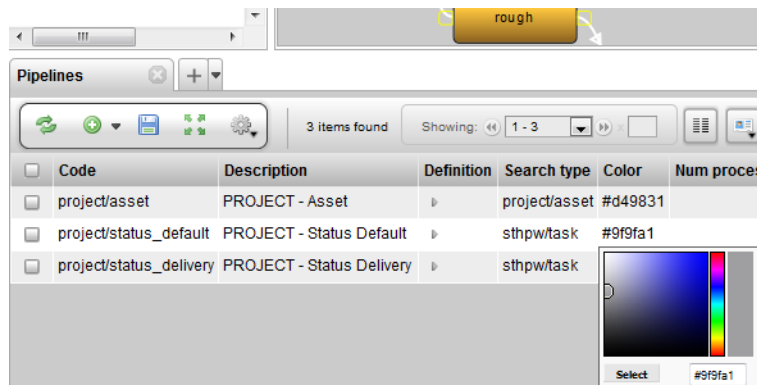 rough
Pipelines
3 items found Showing: 1 - 3 x
Code Description Definition Search type Color Num proces
project/asset PROJECT - Asset project/asset #d49831
project/status_default PROJECT - Status Default sthpw/task #9f9fa1
project/status_delivery PROJECT - Status Delivery sthpw/task
Select #9f9fa1